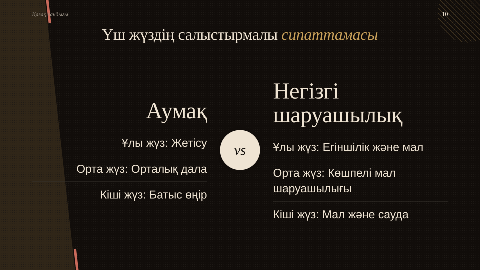 10
Үш жүздің салыстырмалы сипаттамасы
Аумақ
Ұлы жүз: Жетісу
Орта жүз: Орталық дала
Кіші жүз: Батыс өңір
vs
Негізгі
шаруашылық
Ұлы жүз: Егіншілік және мал
Орта жүз: Көшпелі мал
шаруашылығы
Кіші жүз: Мал және сауда